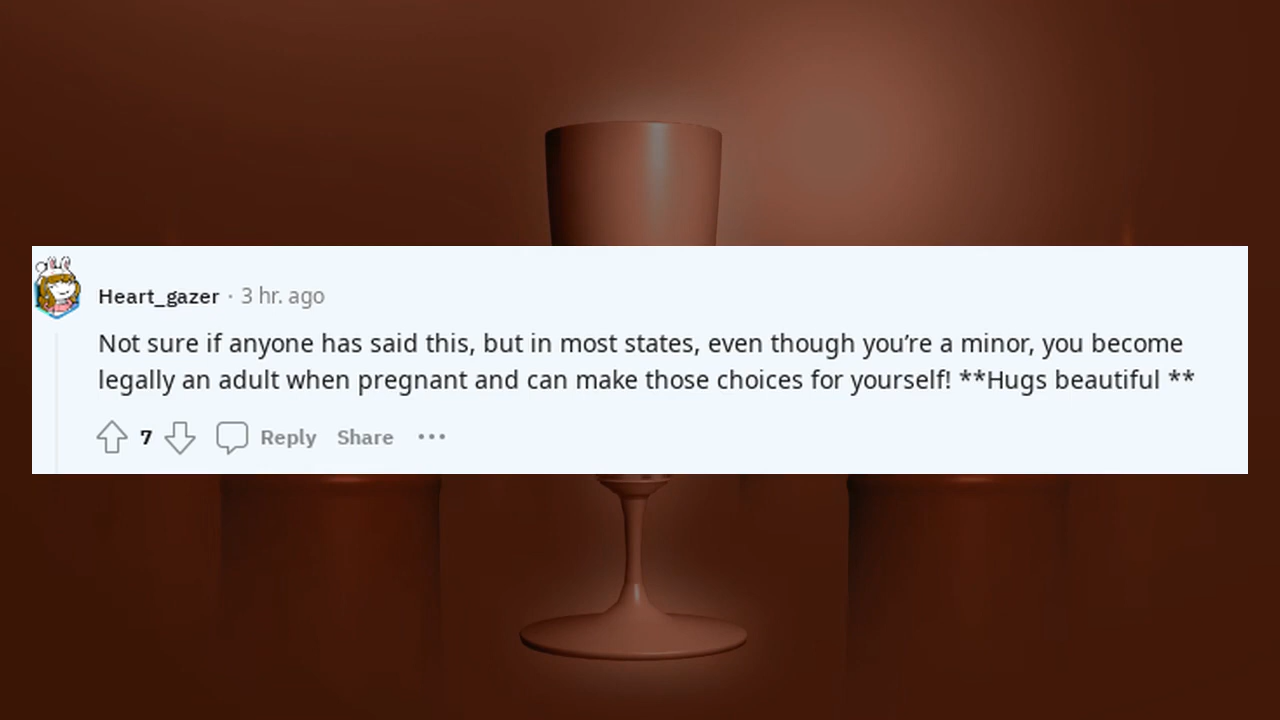 Heart_gazer · 3 hr. ago
Not sure if anyone has said this, but in most states, even though you’re a minor, you become
legally an adult when pregnant and can make those choices for yourself! **Hugs beautiful **
7 Reply Share •••